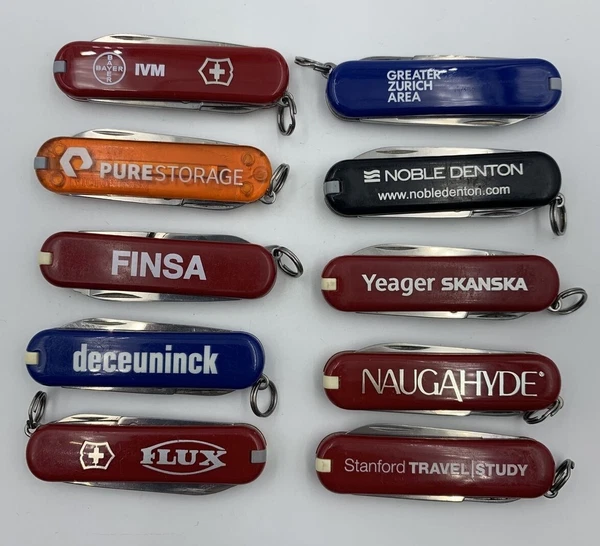 BAYER
BAYER
IVM
GREATER
ZURICH
AREA
PURESTORAGE
NOBLE DENTON
www.nobledenton.com
FINSA
Yeager SKANSKA
deceuninck
NAUGAHYDE®
FLUX
Stanford TRAVEL|STUDY